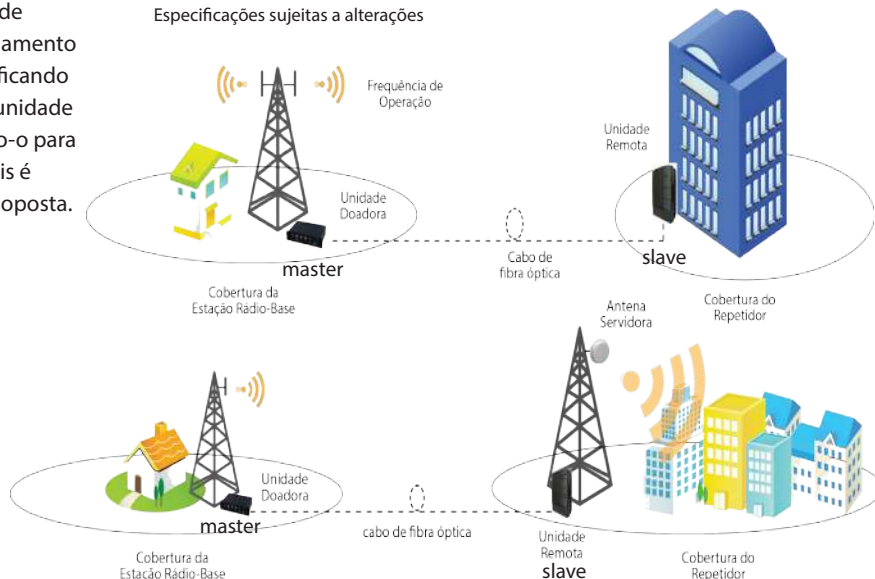 de
amento
ficando
unidade
o-o para
is é
oposta.
Especificações sujeitas a alterações
Frequência de
Operação
Unidade
Doadora
master
Cobertura da
Estação Rádio-Base
Cabo de
fibra óptica
Unidade
Remota
slave
Cobertura do
Repetidor
Antena
Servidora
Unidade
Doadora
master
Cobertura da
Estação Rádio-Base
cabo de fibra óptica
Unidade
Remota
slave
Cobertura do
Repetidor